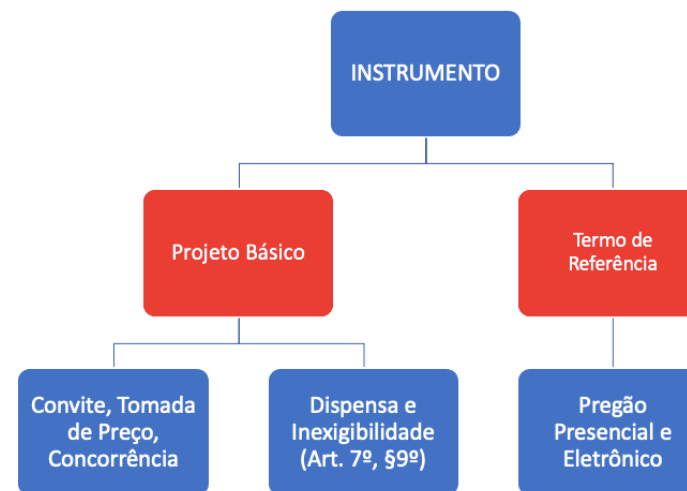 INSTRUMENTO
Projeto Básico
Termo de
Referência
Convite, Tomada
de Preço,
Concorrência
Dispensa e
Inexigibilidade
(Art. 7º, §9º)
Pregão
Presencial e
Eletrônico